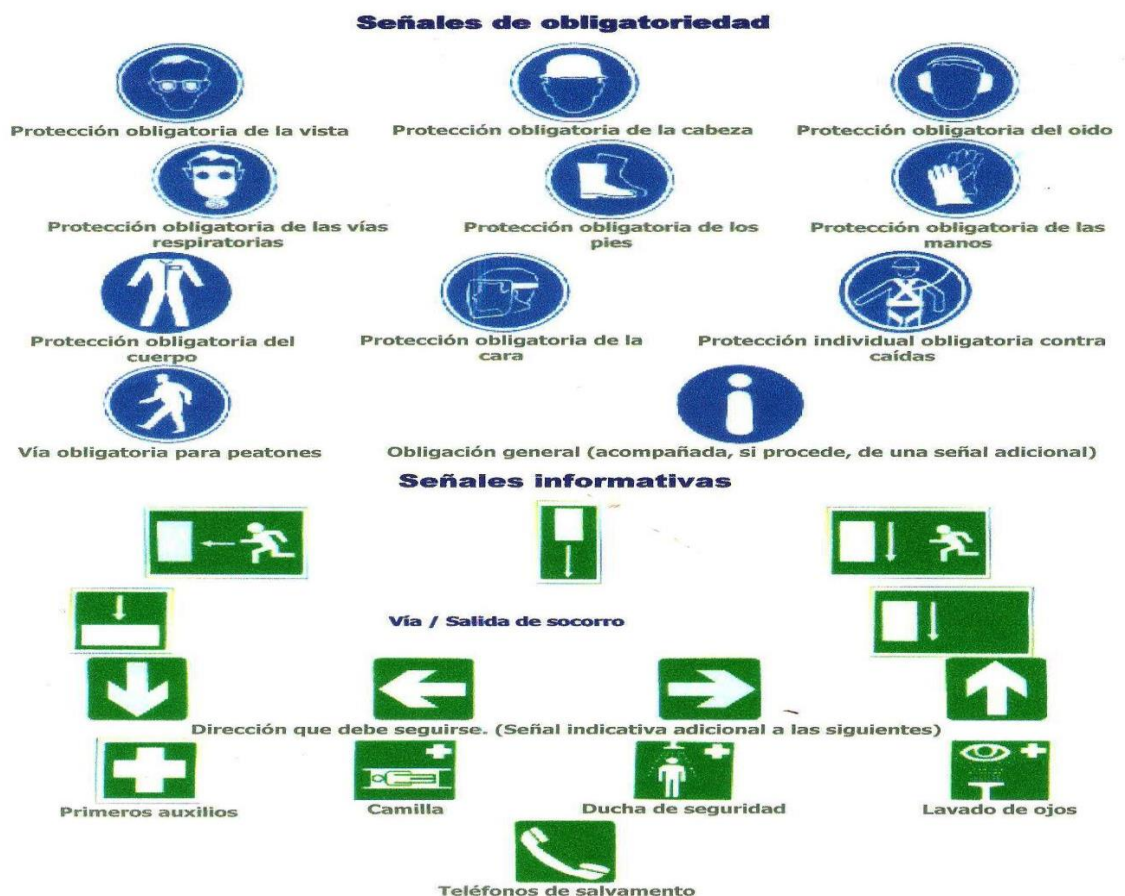 Señales de obligatoriedad
Protección obligatoria de la vista
Protección obligatoria de la cabeza
Protección obligatoria del oido
Protección obligatoria de las vías
respiratorias
Protección obligatoria de los
pies
Protección obligatoria de las
manos
Protección obligatoria del
cuerpo
Protección obligatoria de la
cara
Protección individual obligatoria contra
caídas
Vía obligatoria para peatones
Obligación general (acompañada, si procede, de una señal adicional)
Señales informativas
Vía / Salida de socorro
Dirección que debe seguirse. (Señal indicativa adicional a las siguientes)
Primeros auxilios
Camilla
Ducha de seguridad
Lavado de ojos
Teléfonos de salvamento